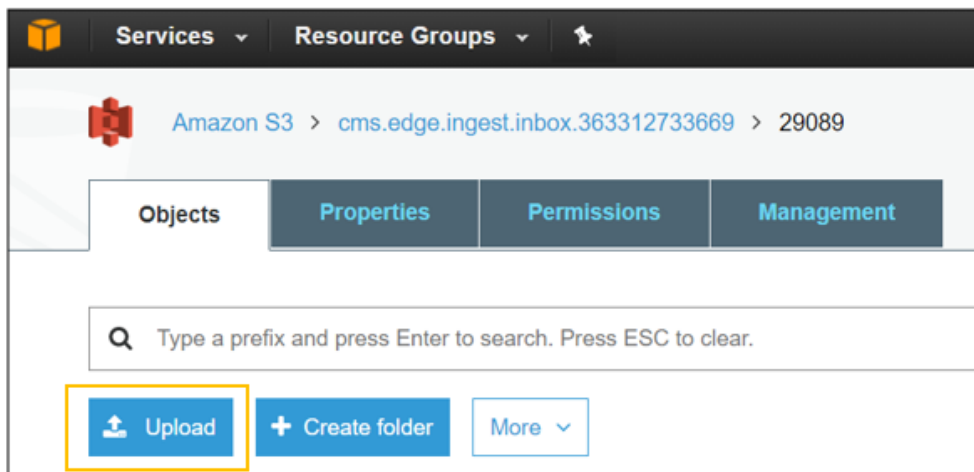 Services Resource Groups
Amazon S3 > cms.edge.ingest.inbox.363312733669 > 29089
Objects Properties Permissions Management
Type a prefix and press Enter to search. Press ESC to clear.
Upload + Create folder More